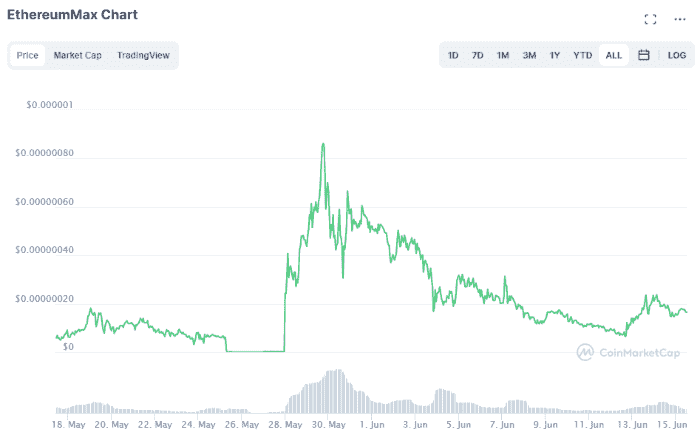 EthereumMax Chart
Price Market Cap TradingView 1D 7D 1M 3M 1Y YTD ALL LOG
$0.000001
$0.00000080
$0.00000060
$0.00000040
$0.00000020
$0
CoinMarketCap
18. May 20. May 22. May 24. May 26. May 28. May 30. May 1. Jun 3. Jun 5. Jun 7. Jun 9. Jun 11. Jun 13. Jun 15. Jun